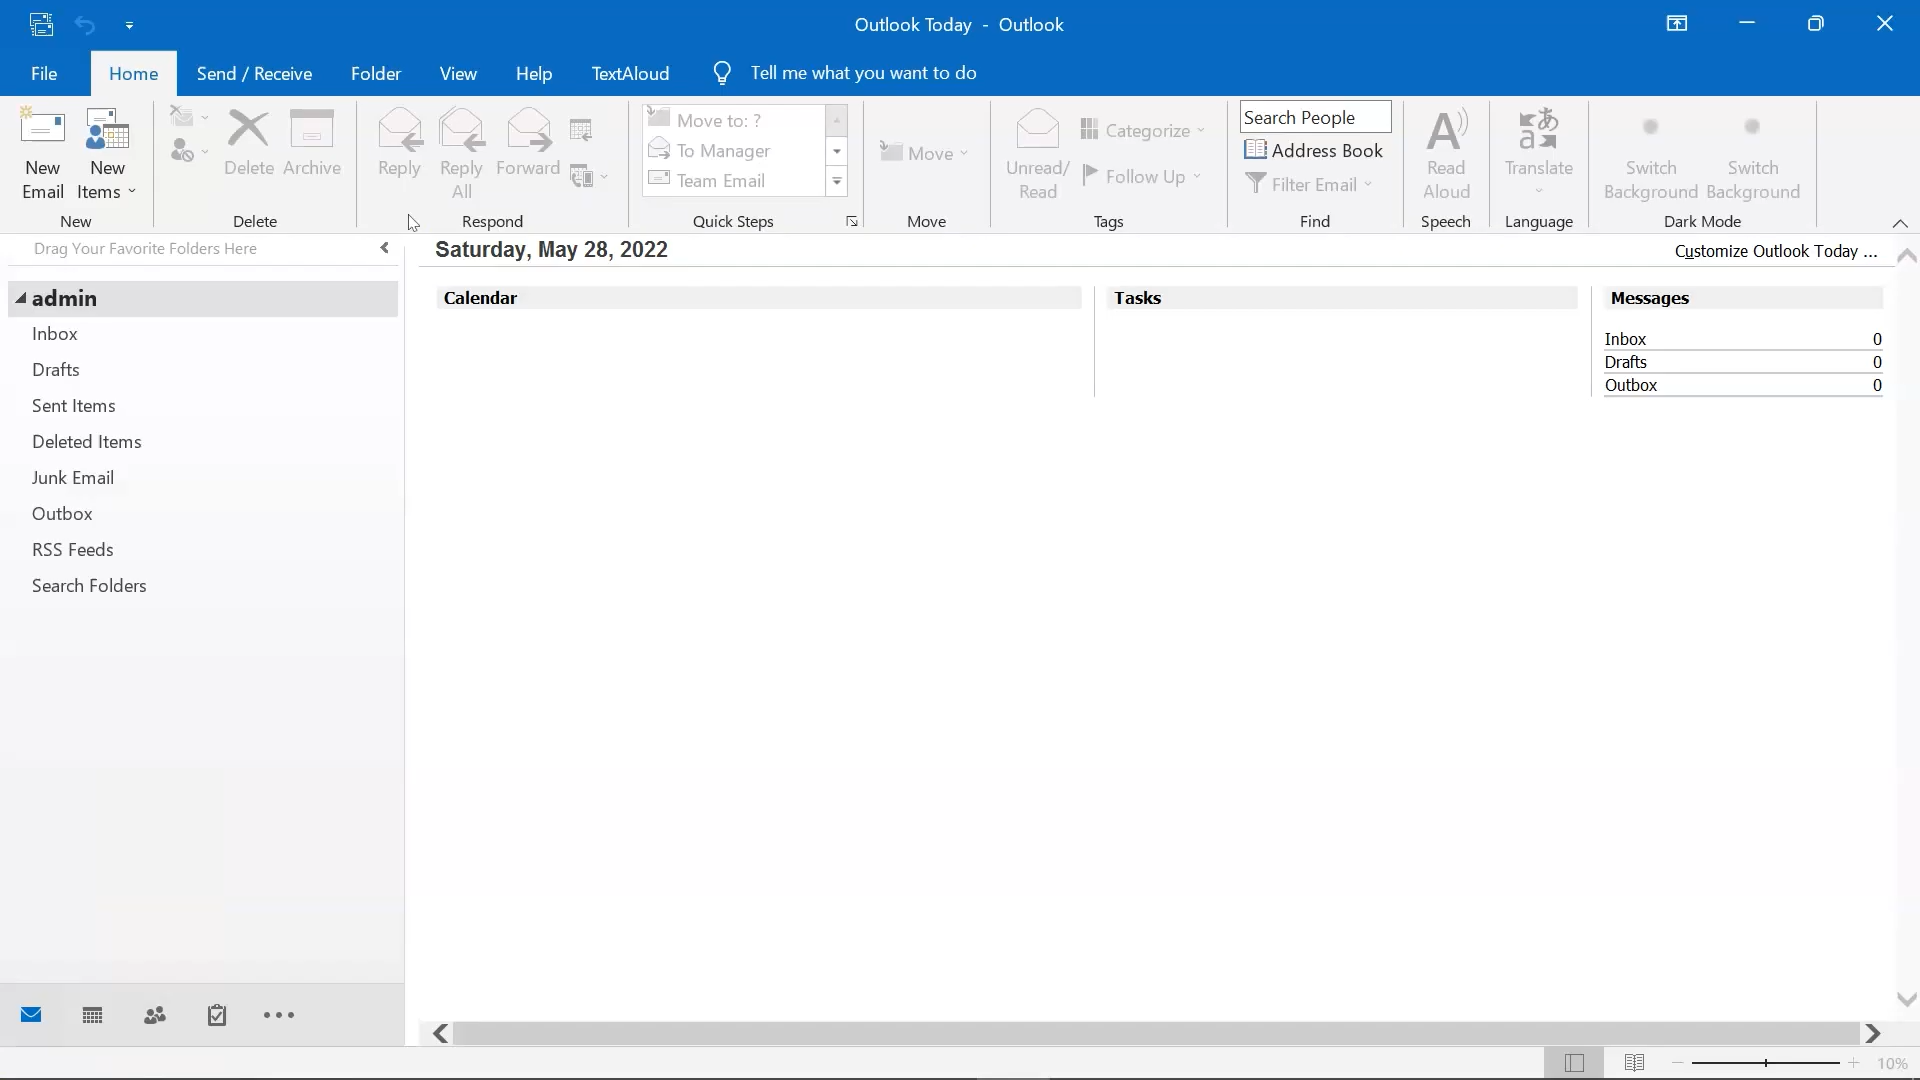 Outlook Today - Outlook
File Home Send / Receive Folder View Help TextAloud Tell me what you want to do
New Email
New Items
New
Delete
Archive
Delete
Reply
Reply All
Forward
Respond
Move to: ?
To Manager
Team Email
Quick Steps
Move
Move
Unread/ Read
Categorize
Follow Up
Tags
Search People
Address Book
Filter Email
Find
Read Aloud
Speech
Translate
Language
Switch Background
Switch Background
Dark Mode
Drag Your Favorite Folders Here
admin
Inbox
Drafts
Sent Items
Deleted Items
Junk Email
Outbox
RSS Feeds
Search Folders
Saturday, May 28, 2022
Customize Outlook Today ...
Calendar
Tasks
Messages
Inbox 0
Drafts 0
Outbox 0
10%